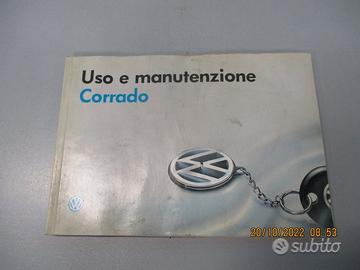 Uso e manutenzione
Corrado
20/10/2022 08:53
subito